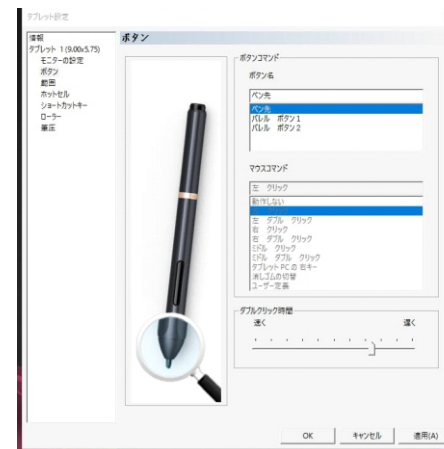 タブレット設定
情報
タブレット 1(9.00x5.75)
モニターの設定
ボタン
範囲
ホットセル
ショートカットキー
ローラー
筆圧
ボタン
ボタンコマンド
ボタン名
ペン先
ペン先
バレル ボタン1
バレル ボタン2
マウスコマンド
左 クリック
動作しない
左 ダブル クリック
右 クリック
右 ダブル クリック
ミドル クリック
ミドル ダブル クリック
タブレット PC の 右キー
消しゴムの切替
ユーザー定義
ダブルクリック時間
速く 遅く
OK キャンセル 適用(A)